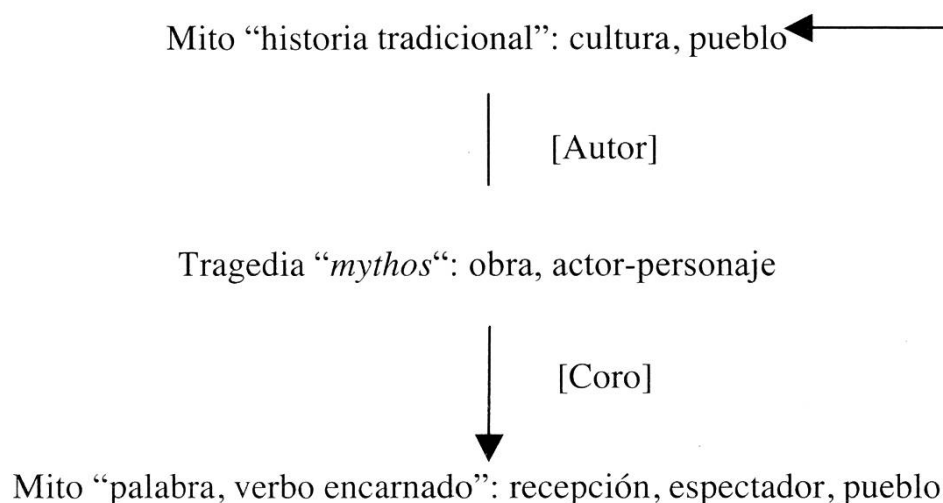 Mito “historia tradicional”: cultura, pueblo
[Autor]
Tragedia “mythos“: obra, actor-personaje
[Coro]
Mito “palabra, verbo encarnado”: recepción, espectador, pueblo